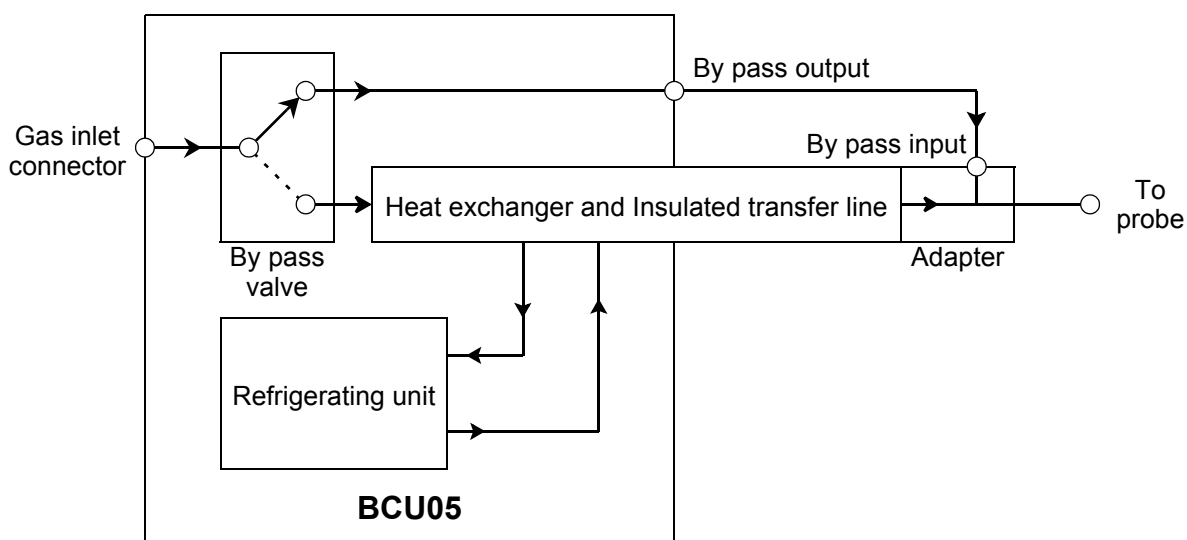 By pass output
Gas inlet
connector
By pass input
Heat exchanger and Insulated transfer line
To
probe
By pass
valve
Adapter
Refrigerating unit
BCU05